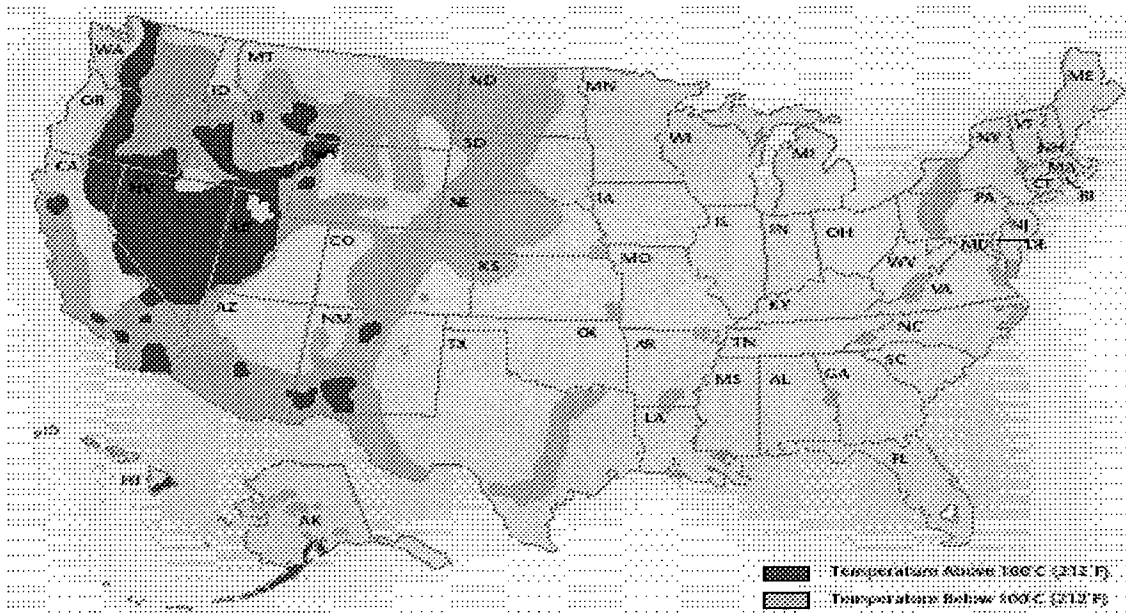 WA
MT
ND
MN
ME
OR
ID
VT
NY
NH
WI
SD
MI
MA
CA
CT
RI
NV
PA
NE
IA
NJ
IL
IN
OH
CO
MD
MO
WV
KS
VA
KY
AZ
NM
NC
OK
TX
AR
TN
SC
MS
AL
GA
LA
FL
HI
AK
Temperature Above 100 C (212 F)
Temperature Below 100 C (212 F)